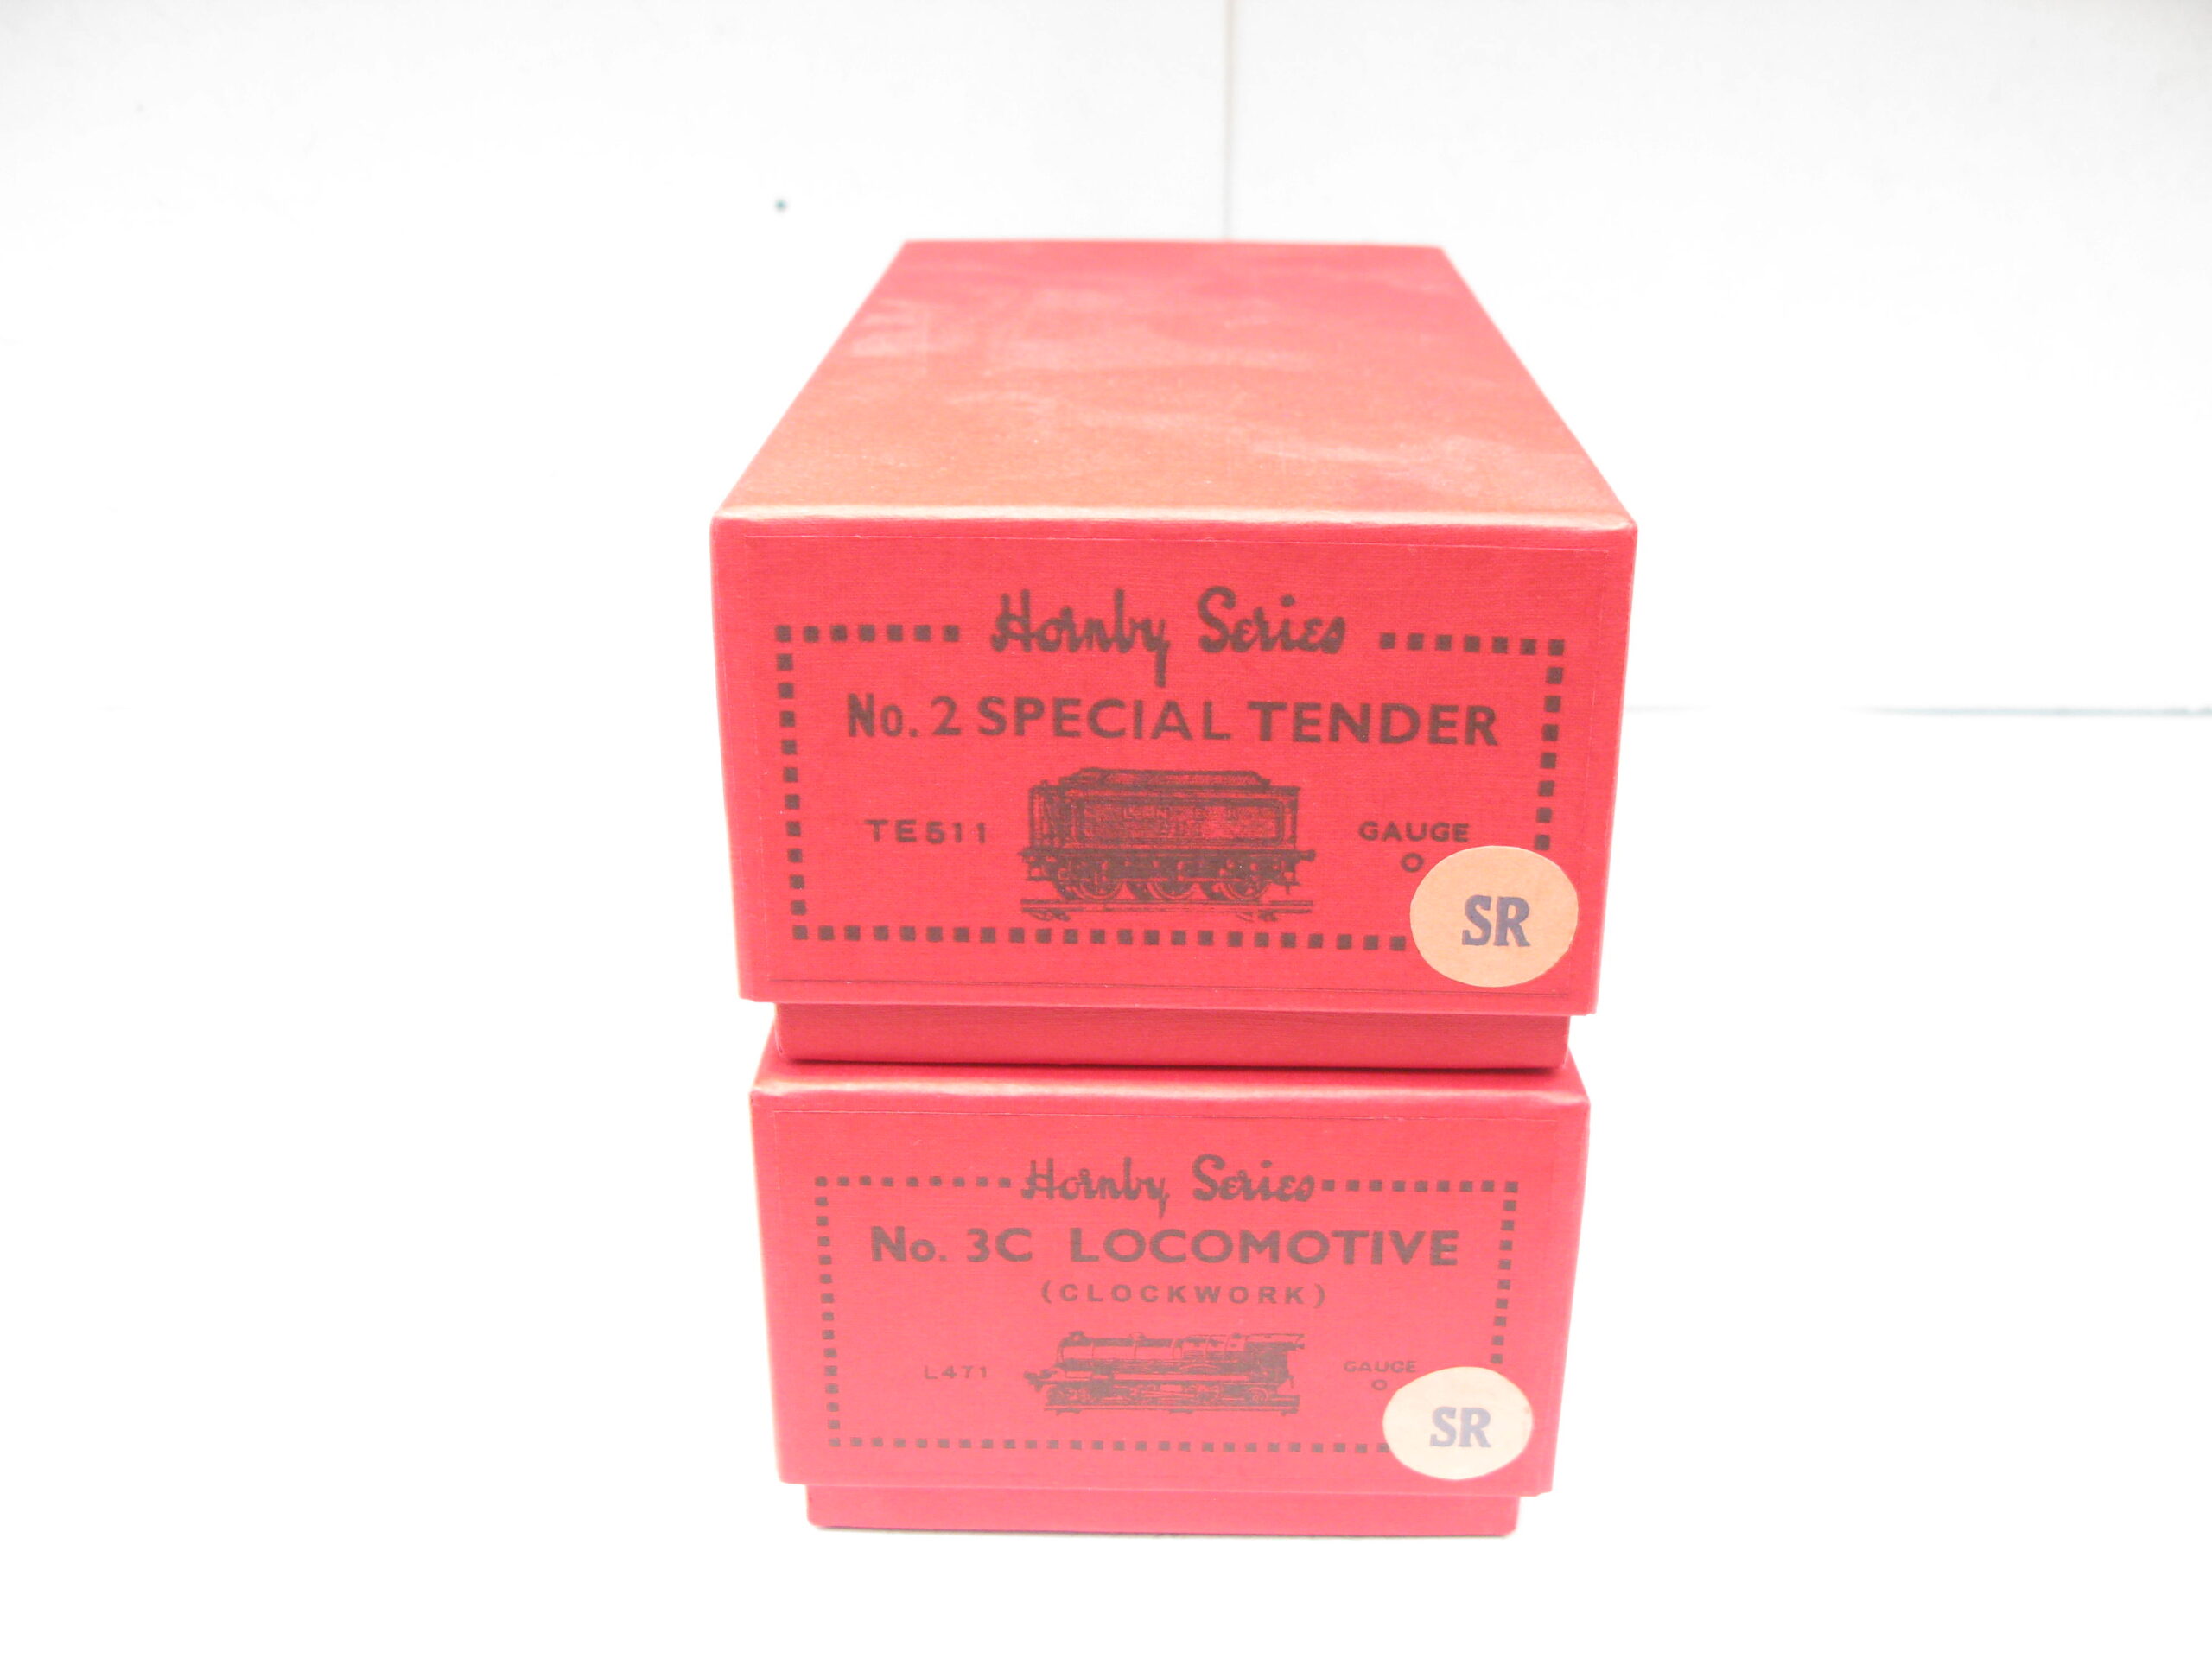 Hornby Series
No. 2 SPECIAL TENDER
TE511
GAUGE
O
SR
Hornby Series
No. 3C LOCOMOTIVE
(CLOCKWORK)
L471
GAUGE
O
SR